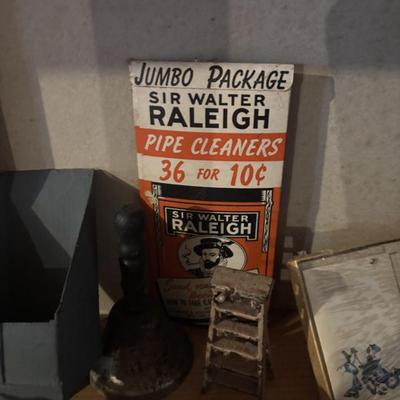 JUMBO PACKAGE
SIR WALTER
RALEIGH
PIPE CLEANERS
36 FOR 10¢
SIR WALTER
RALEIGH